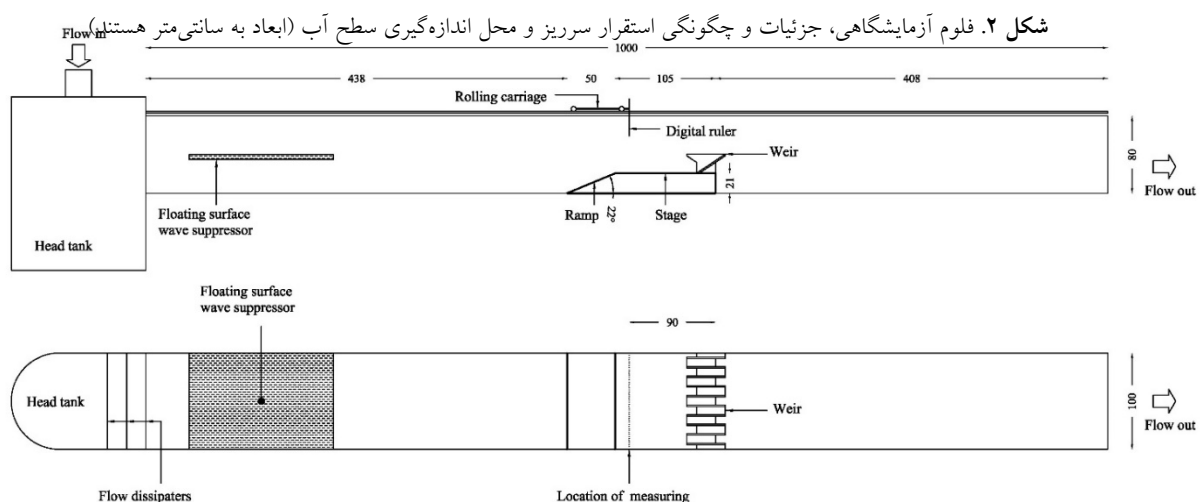 شکل ۲. فلوم آزمایشگاهی، جزئیات و چگونگی استقرار سرریز و محل اندازه‌گیری سطح آب (ابعاد به سانتی‌متر هستند)
Flow in
1000
438
50
105
408
Rolling carriage
Digital ruler
Weir
80
21
Flow out
Floating surface
wave suppressor
Ramp
22°
Stage
Head tank
Floating surface
wave suppressor
90
Head tank
Weir
100
Flow out
Flow dissipaters
Location of measuring